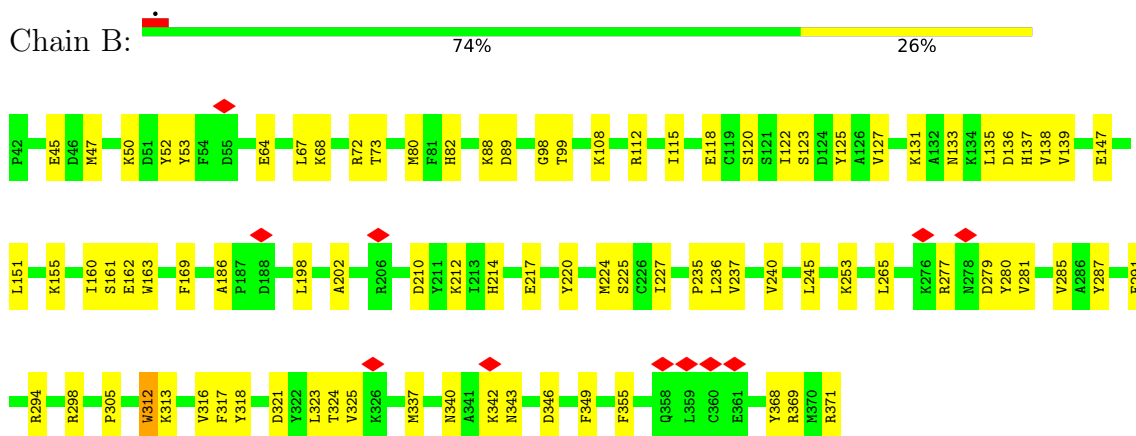 Chain B:
74% 26%
P42 E45 D46 M47 K50 D51 Y52 Y53 F54 D55 E64 L67 K68 R72 T73 M80 F81 H82 K88 D89 G98 T99 K108 R112 I115 E118 C119 S120 S121 I122 S123 D124 Y125 A126 V127 K131 A132 N133 K134 L135 D136 H137 V138 V139 E147
L151 K155 I160 S161 E162 W163 F169 A186 P187 D188 L198 A202 R206 D210 Y211 K212 I213 H214 E217 Y220 M224 S225 C226 I227 P235 L236 V237 V240 L245 K253 L265 K276 R277 N278 D279 Y280 V281 V285 A286 Y287
R294 R298 P305 W312 K313 V316 F317 Y318 D321 Y322 L323 T324 V325 K326 M337 N340 A341 K342 N343 D346 F349 F355 Q358 L359 C360 E361 Y368 R369 M370 R371